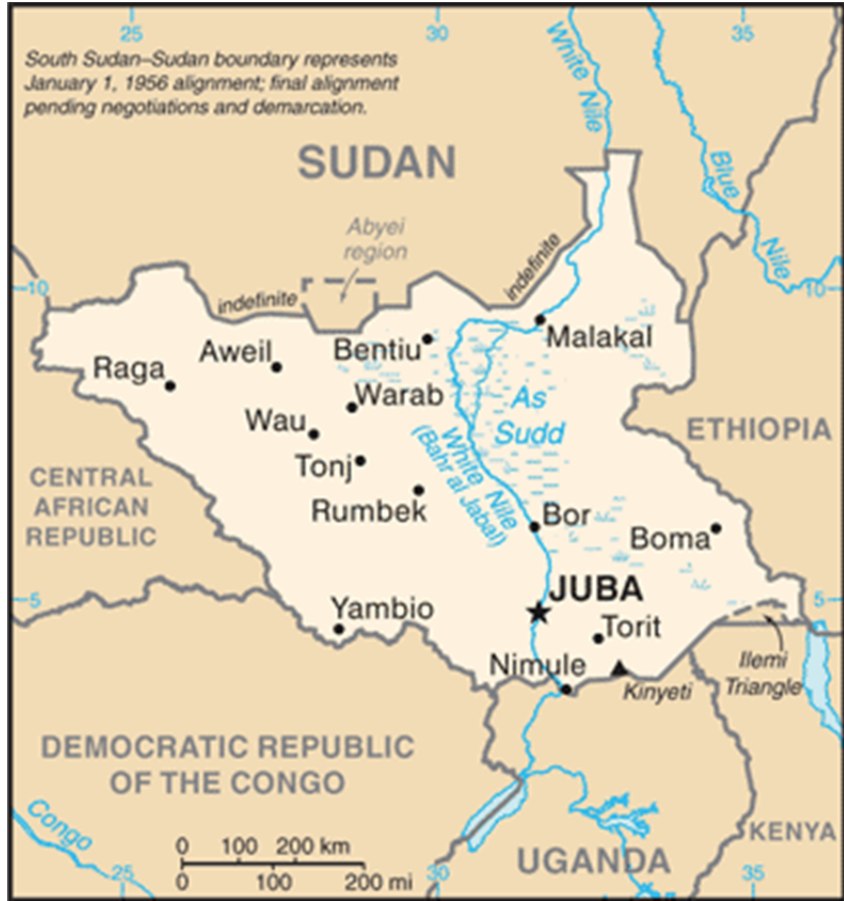 25
30
35
South Sudan–Sudan boundary represents
January 1, 1956 alignment; final alignment
pending negotiations and demarcation.
White Nile
SUDAN
Blue
Nile
Abyei
region
indefinite
indefinite
10
10
Malakal
Aweil
Bentiu
Raga
Warab
As
Sudd
Wau
ETHIOPIA
White Nile
(Bahr al Jabal)
Tonj
CENTRAL
AFRICAN
REPUBLIC
Rumbek
Bor
Boma
JUBA
5
5
Yambio
Torit
Nimule
Kinyeti
Ilemi
Triangle
DEMOCRATIC REPUBLIC
OF THE CONGO
Congo
KENYA
0 100 200 km
0 100 200 mi
UGANDA
25
30
35